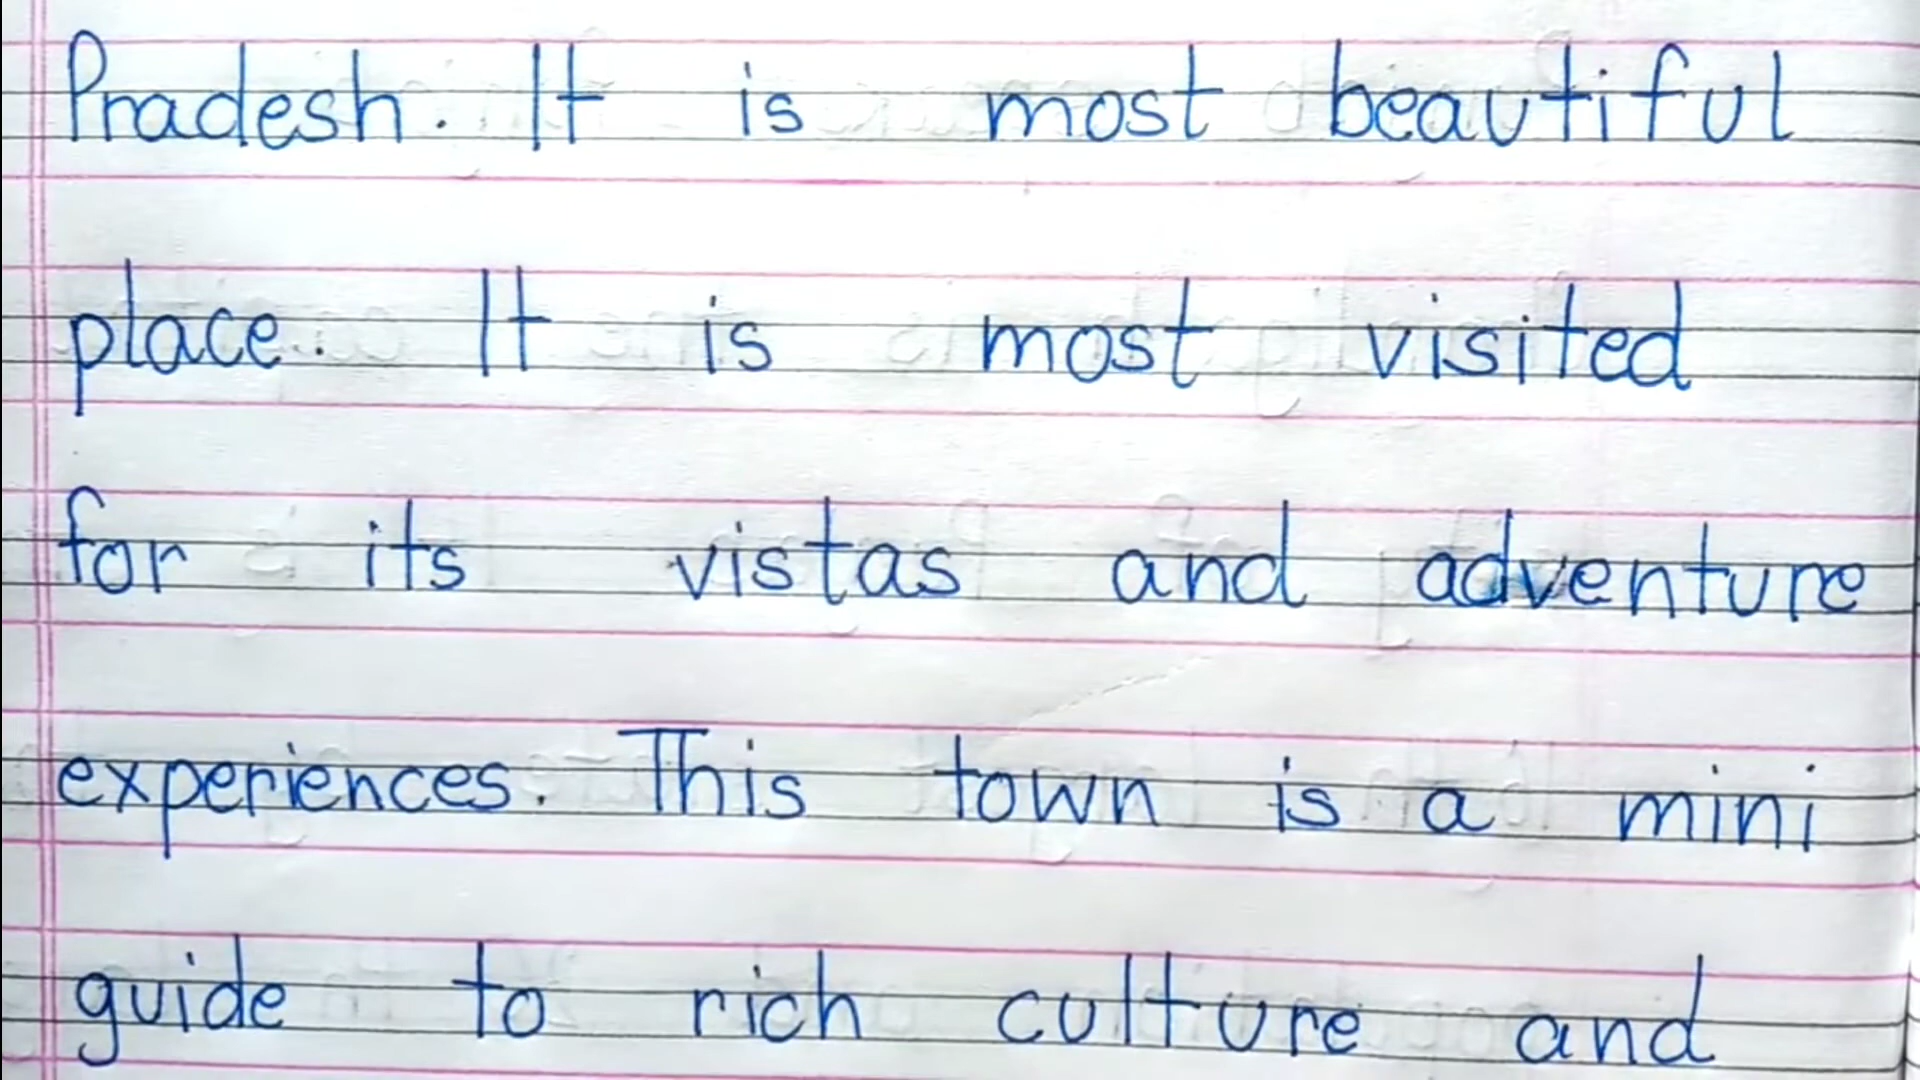 Pradesh. It is most beautiful
place. It is most visited
for its vistas and adventure
experiences. This town is a mini
guide to rich culture and